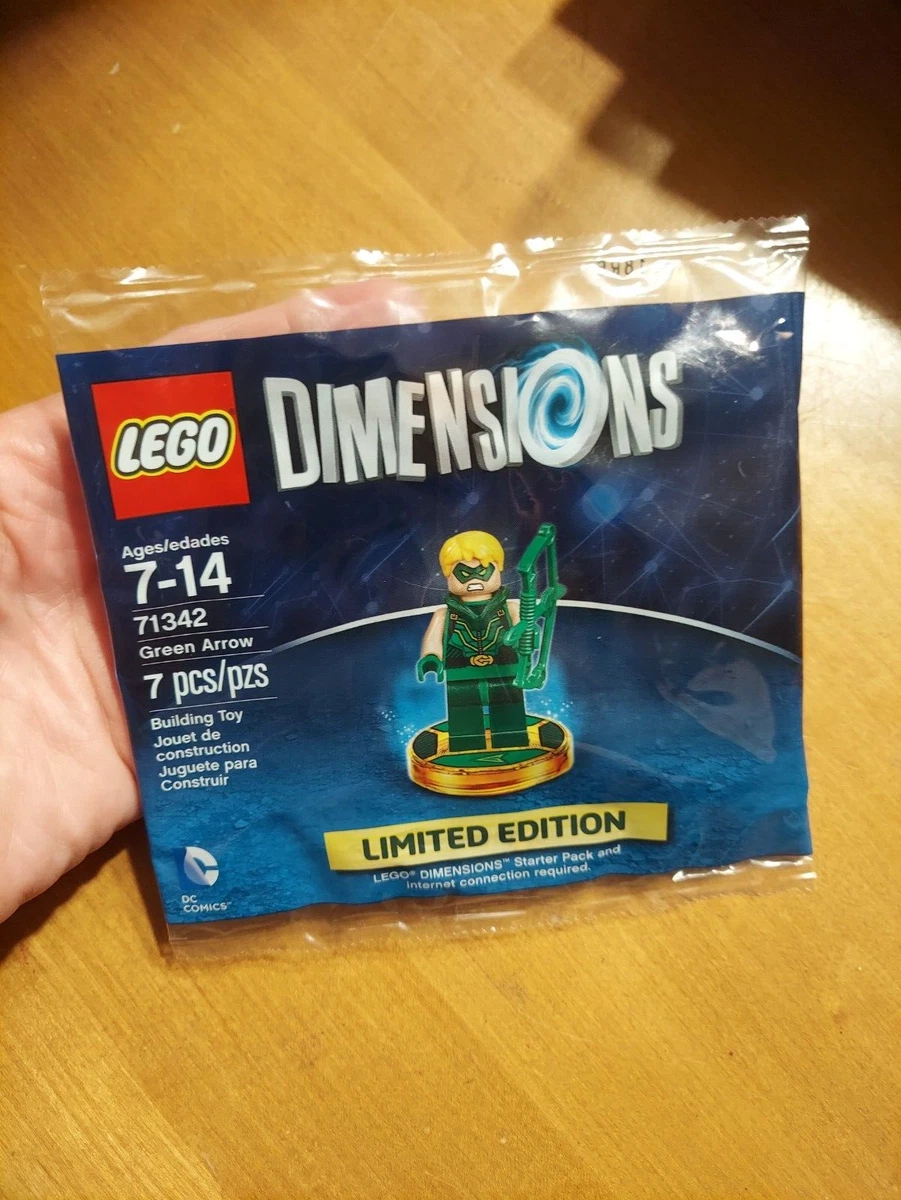 LEGO®
DIMENSIONS
Ages/edades
7-14
71342
Green Arrow
7 pcs/pzs
Building Toy
Jouet de
construction
Juguete para
Construir
LIMITED EDITION
LEGO® DIMENSIONS™ Starter Pack and
internet connection required.
DC
COMICS™